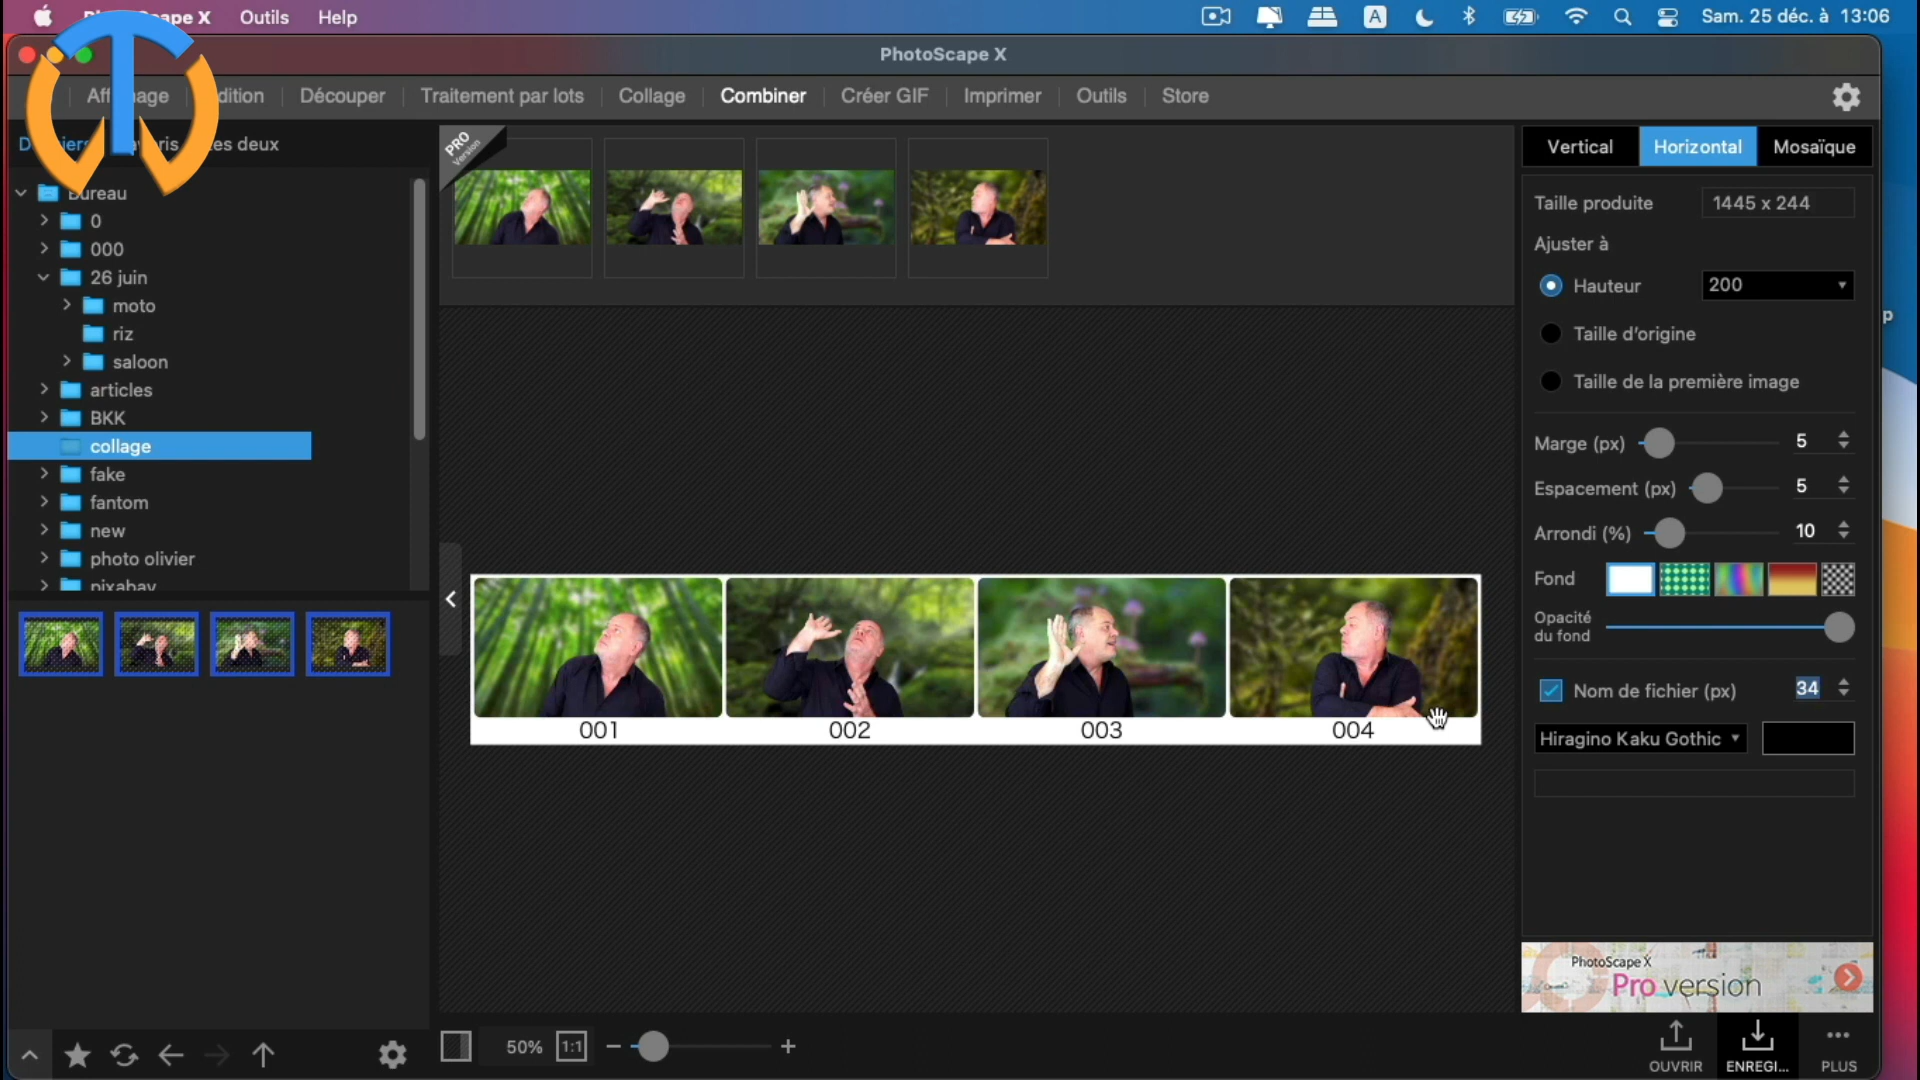 Outils Help
A
Sam. 25 déc. à 13:06
PhotoScape X
Découper
Traitement par lots
Collage
Combiner
Créer GIF
Imprimer
Outils
Store
Bureau
0
000
26 juin
moto
riz
saloon
articles
BKK
collage
fake
fantom
new
photo olivier
pixabay
PRO
Version
001
002
003
004
50%
1:1
Vertical
Horizontal
Mosaïque
Taille produite 1445 x 244
Ajuster à
Hauteur 200
Taille d'origine
Taille de la première image
Marge (px) 5
Espacement (px) 5
Arrondi (%) 10
Fond
Opacité
du fond
Nom de fichier (px) 34
Hiragino Kaku Gothic
PhotoScape X
Pro version
OUVRIR
ENREGI...
PLUS